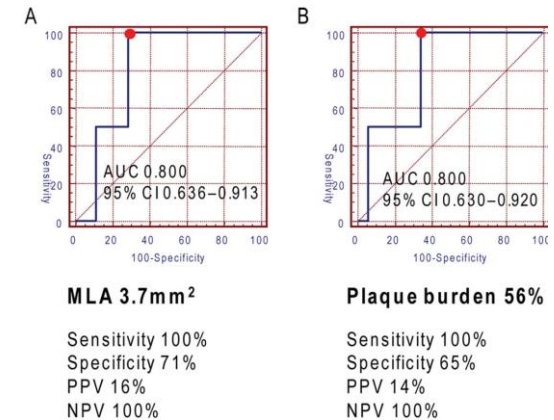 A
B
100
80
60
40
20
0
Sensitivity
AUC 0.800
95% CI 0.636–0.913
0 20 40 60 80 100
100-Specificity
100
80
60
40
20
0
Sensitivity
AUC 0.800
95% CI 0.630–0.920
0 20 40 60 80 100
100-Specificity
MLA 3.7mm²
Sensitivity 100%
Specificity 71%
PPV 16%
NPV 100%
Plaque burden 56%
Sensitivity 100%
Specificity 65%
PPV 14%
NPV 100%